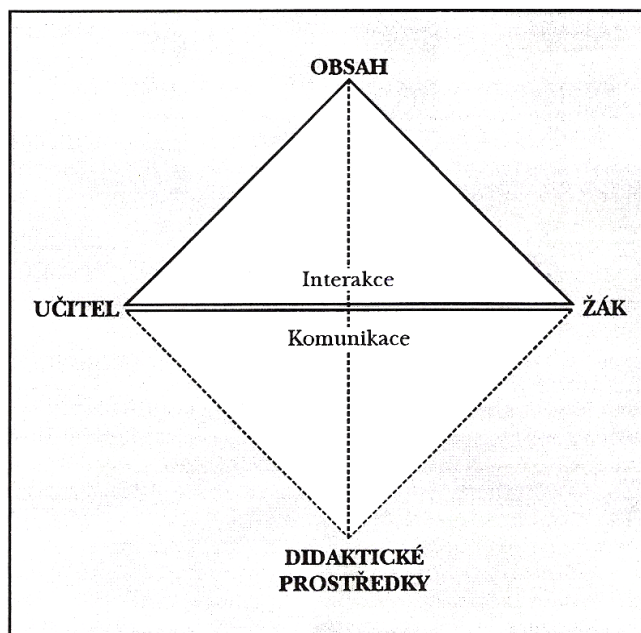 OBSAH
Interakce
UČITEL
ŽÁK
Komunikace
DIDAKTICKÉ
PROSTŘEDKY